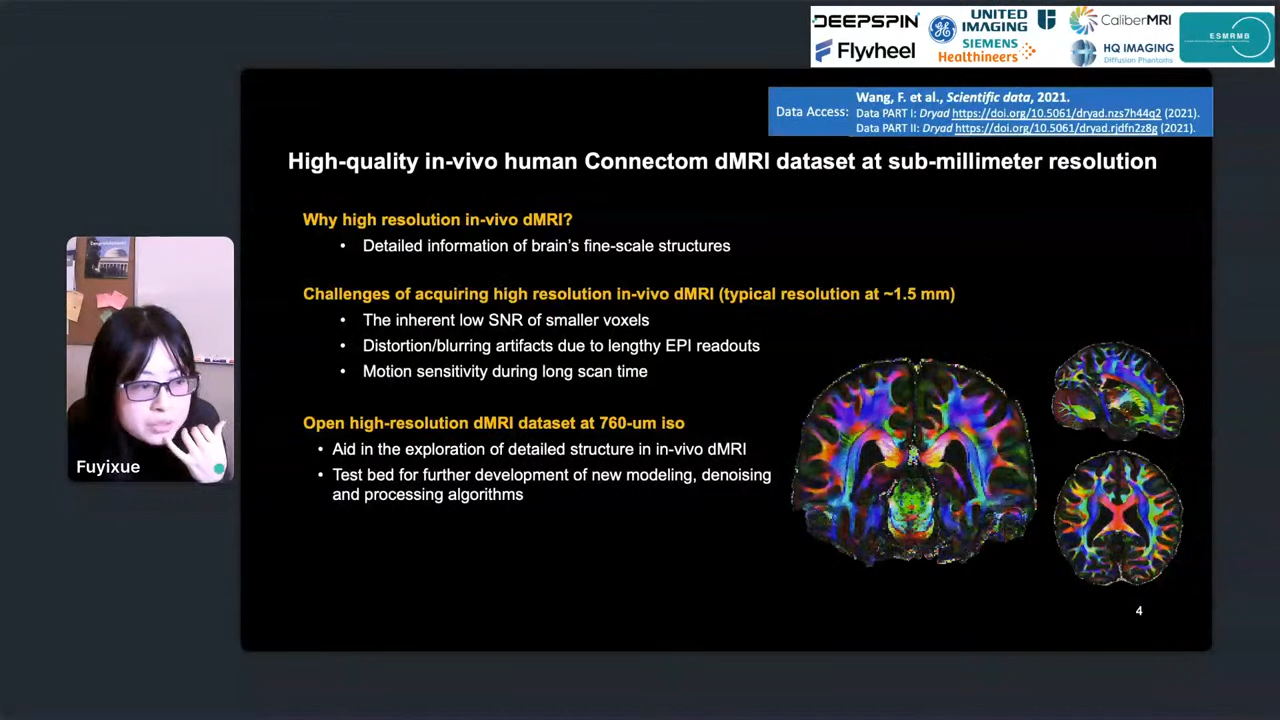 DEEPSPIN
UNITED
IMAGING
CaliberMRI
ESMRMB
Flywheel
SIEMENS
Healthineers
HQ IMAGING
Diffusion Phantoms
Data Access:
Wang, F. et al., Scientific data, 2021.
Data PART I: Dryad https://doi.org/10.5061/dryad.nzs7h44q2 (2021).
Data PART II: Dryad https://doi.org/10.5061/dryad.rjdfn2z8g (2021).
High-quality in-vivo human Connectom dMRI dataset at sub-millimeter resolution
Why high resolution in-vivo dMRI?
• Detailed information of brain's fine-scale structures
Challenges of acquiring high resolution in-vivo dMRI (typical resolution at ~1.5 mm)
• The inherent low SNR of smaller voxels
• Distortion/blurring artifacts due to lengthy EPI readouts
• Motion sensitivity during long scan time
Open high-resolution dMRI dataset at 760-um iso
• Aid in the exploration of detailed structure in in-vivo dMRI
• Test bed for further development of new modeling, denoising
and processing algorithms
Fuyixue
4